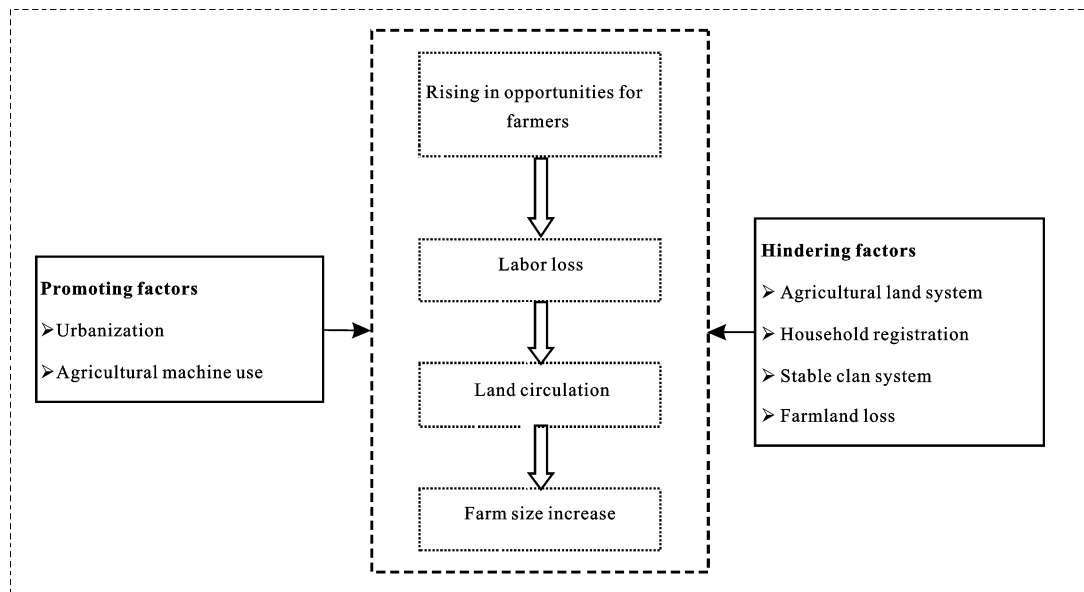 Rising in opportunities for
farmers
Labor loss
Land circulation
Farm size increase
Promoting factors
➢Urbanization
➢Agricultural machine use
Hindering factors
➢ Agricultural land system
➢ Household registration
➢ Stable clan system
➢ Farmland loss